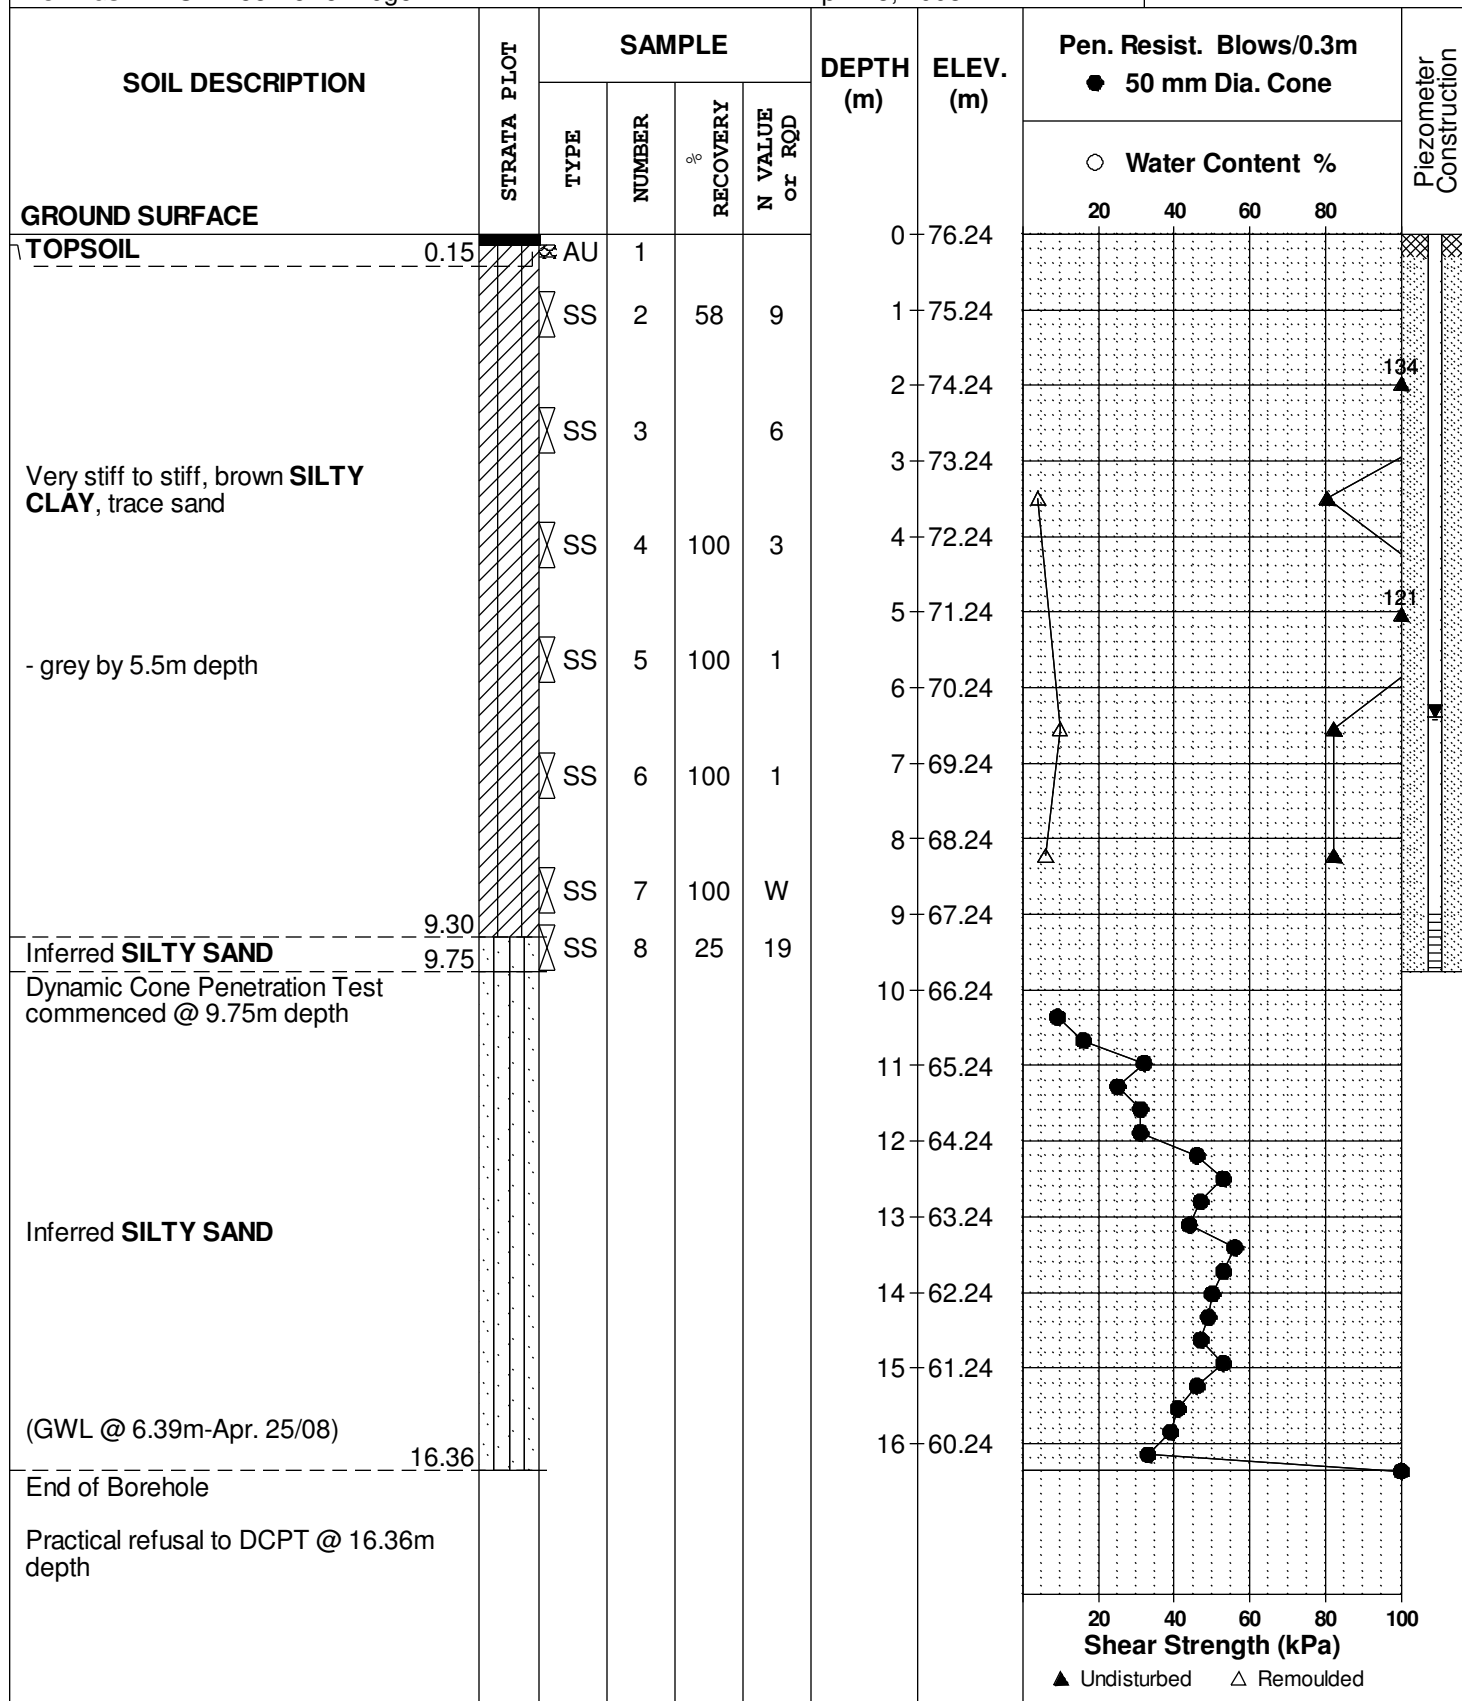 SOIL DESCRIPTION
GROUND SURFACE
STRATA PLOT
SAMPLE
TYPE
NUMBER
% RECOVERY
N VALUE or RQD
DEPTH (m)
ELEV. (m)
Pen. Resist. Blows/0.3m
● 50 mm Dia. Cone
○ Water Content %
20 40 60 80
Piezometer Construction
TOPSOIL 0.15
AU 1
0 76.24
SS 2 58 9
1 75.24
134
2 74.24
SS 3 6
3 73.24
Very stiff to stiff, brown SILTY
CLAY, trace sand
SS 4 100 3
4 72.24
121
5 71.24
- grey by 5.5m depth
SS 5 100 1
6 70.24
SS 6 100 1
7 69.24
8 68.24
SS 7 100 W
9 67.24
9.30
Inferred SILTY SAND
9.75
SS 8 25 19
Dynamic Cone Penetration Test
commenced @ 9.75m depth
10 66.24
11 65.24
12 64.24
Inferred SILTY SAND
13 63.24
14 62.24
15 61.24
(GWL @ 6.39m-Apr. 25/08)
16 60.24
16.36
End of Borehole
Practical refusal to DCPT @ 16.36m
depth
20 40 60 80 100
Shear Strength (kPa)
▲ Undisturbed △ Remoulded